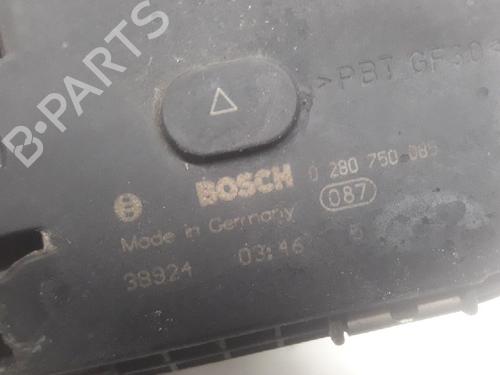 B-PARTS
>PBT GF30<
BOSCH 0 280 750 085
087
Made in Germany
38924 03:46